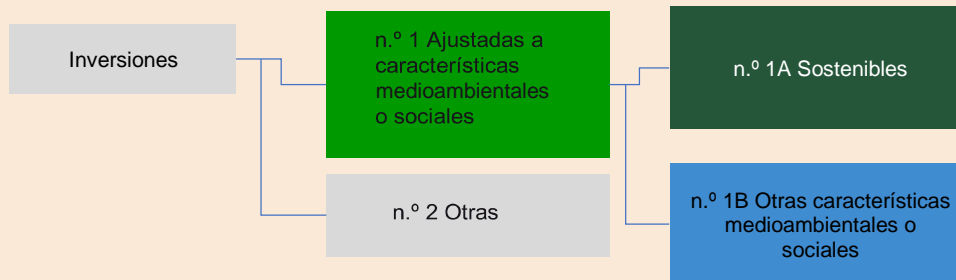 Inversiones
n.º 1 Ajustadas a
características
medioambientales
o sociales
n.º 2 Otras
n.º 1A Sostenibles
n.º 1B Otras características
medioambientales o
sociales